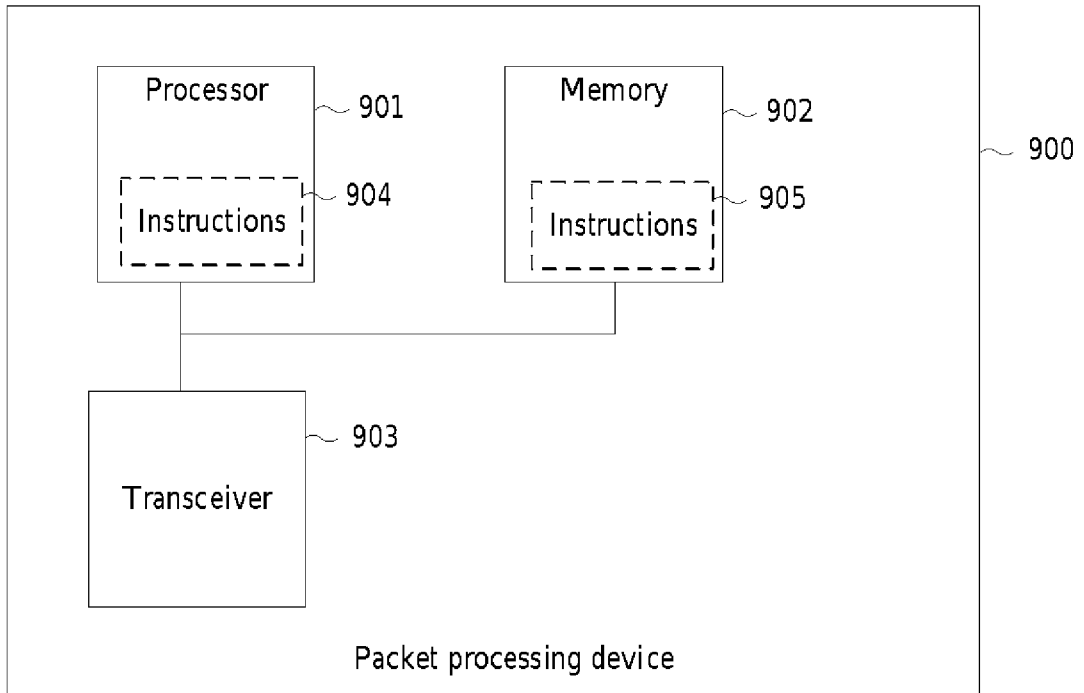 Processor
901
Memory
902
900
904
Instructions
905
Instructions
903
Transceiver
Packet processing device